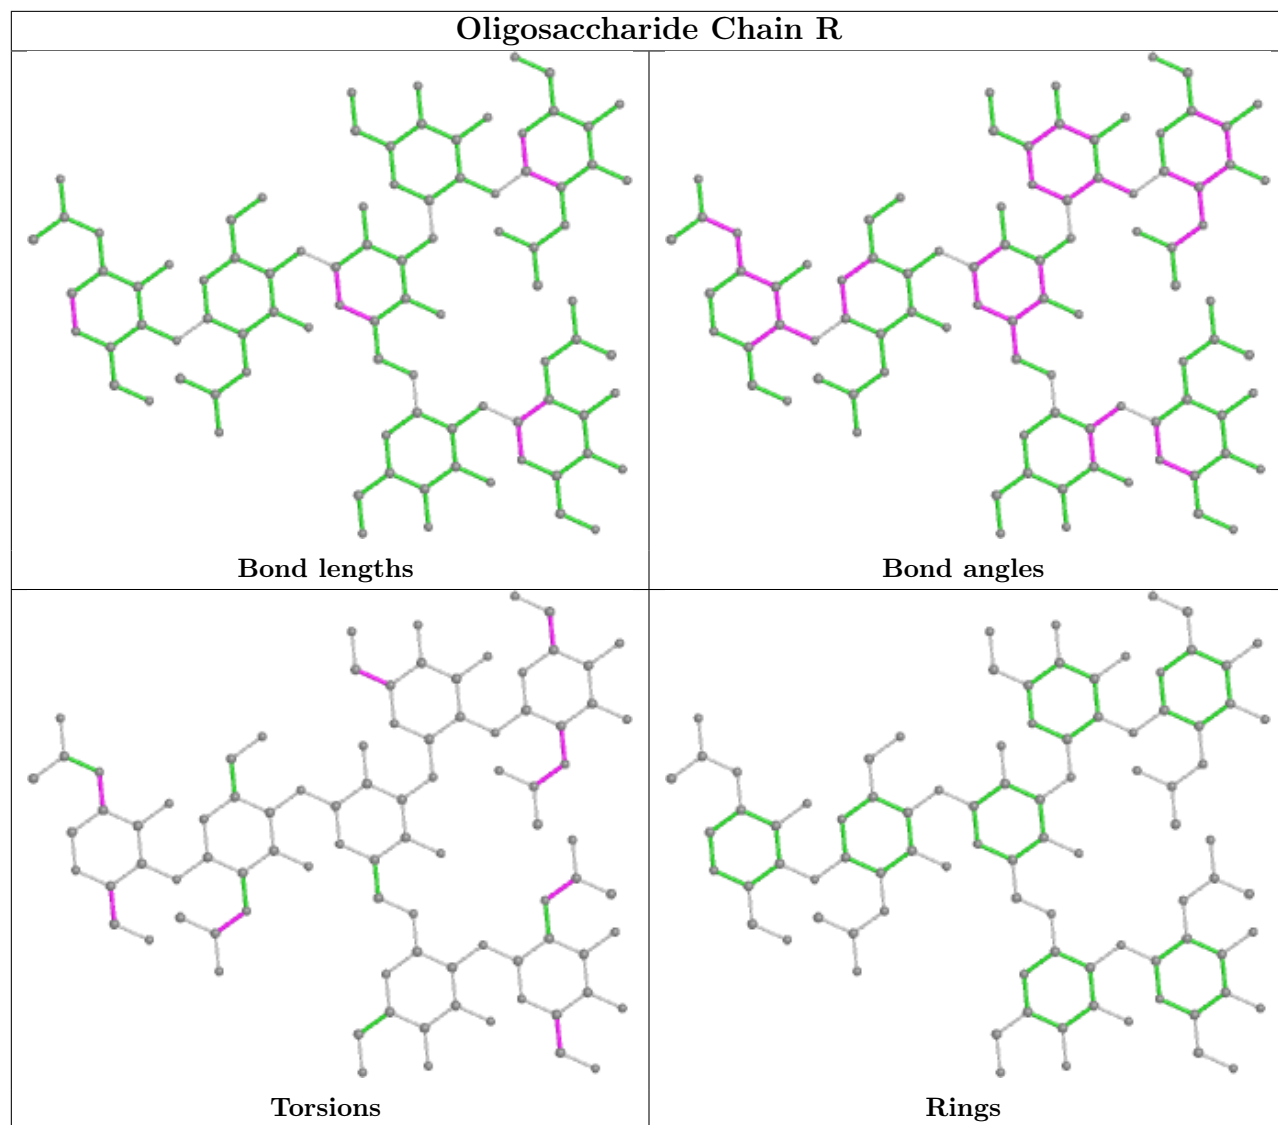 Oligosaccharide Chain R
Bond lengths
Bond angles
Torsions
Rings